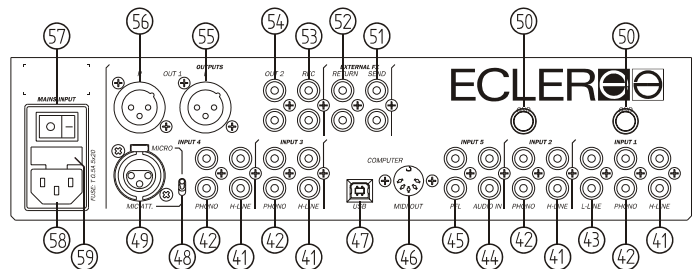 56 55 54 53 52 51 50 50
57
OUTPUTS EXTERNAL FX
R OUT 1 L OUT 2 REC RETURN SEND
ECLER
MAINS INPUT
FUSE: T 0.5A 5x20
INPUT 4 INPUT 3 INPUT 5 INPUT 2 INPUT 1
MICRO COMPUTER
MIC ATT. PHONO H-LINE PHONO H-LINE USB MIDI OUT PFL AUDIO IN PHONO H-LINE L-LINE PHONO H-LINE
58 59 49 48 42 41 42 41 47 46 45 44 42 41 43 42 41